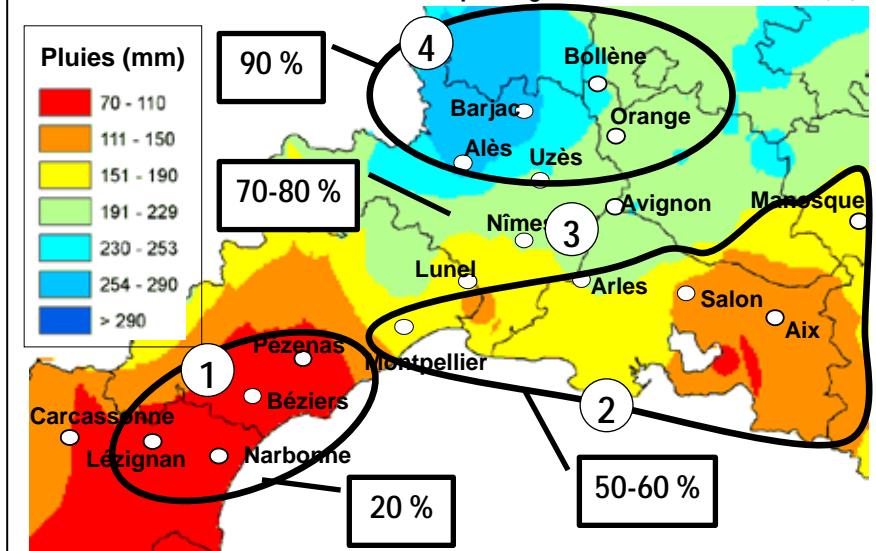 Pluies (mm)
70 - 110
111 - 150
151 - 190
191 - 229
230 - 253
254 - 290
> 290
90 %
4
Bollène
Barjac
Orange
Alès
Uzès
70-80 %
Avignon
Manosque
Nîmes
3
Lunel
Arles
Salon
Aix
Montpellier
Pézenas
1
Béziers
2
Carcassonne
Lézignan
Narbonne
50-60 %
20 %